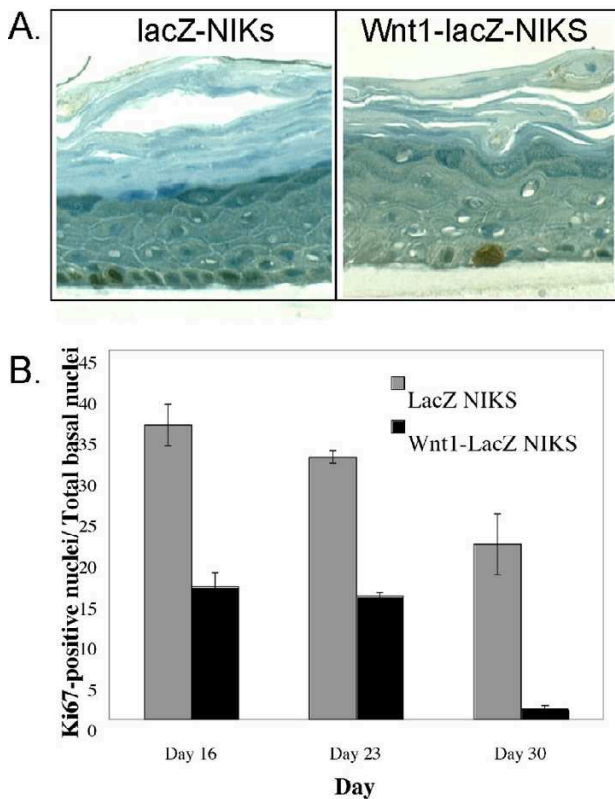 A.
lacZ-NIKs
Wnt1-lacZ-NIKS
B.
Ki67-positive nuclei/ Total basal nuclei
45
40
35
30
25
20
15
10
5
0
LacZ NIKS
Wnt1-LacZ NIKS
Day 16
Day 23
Day 30
Day